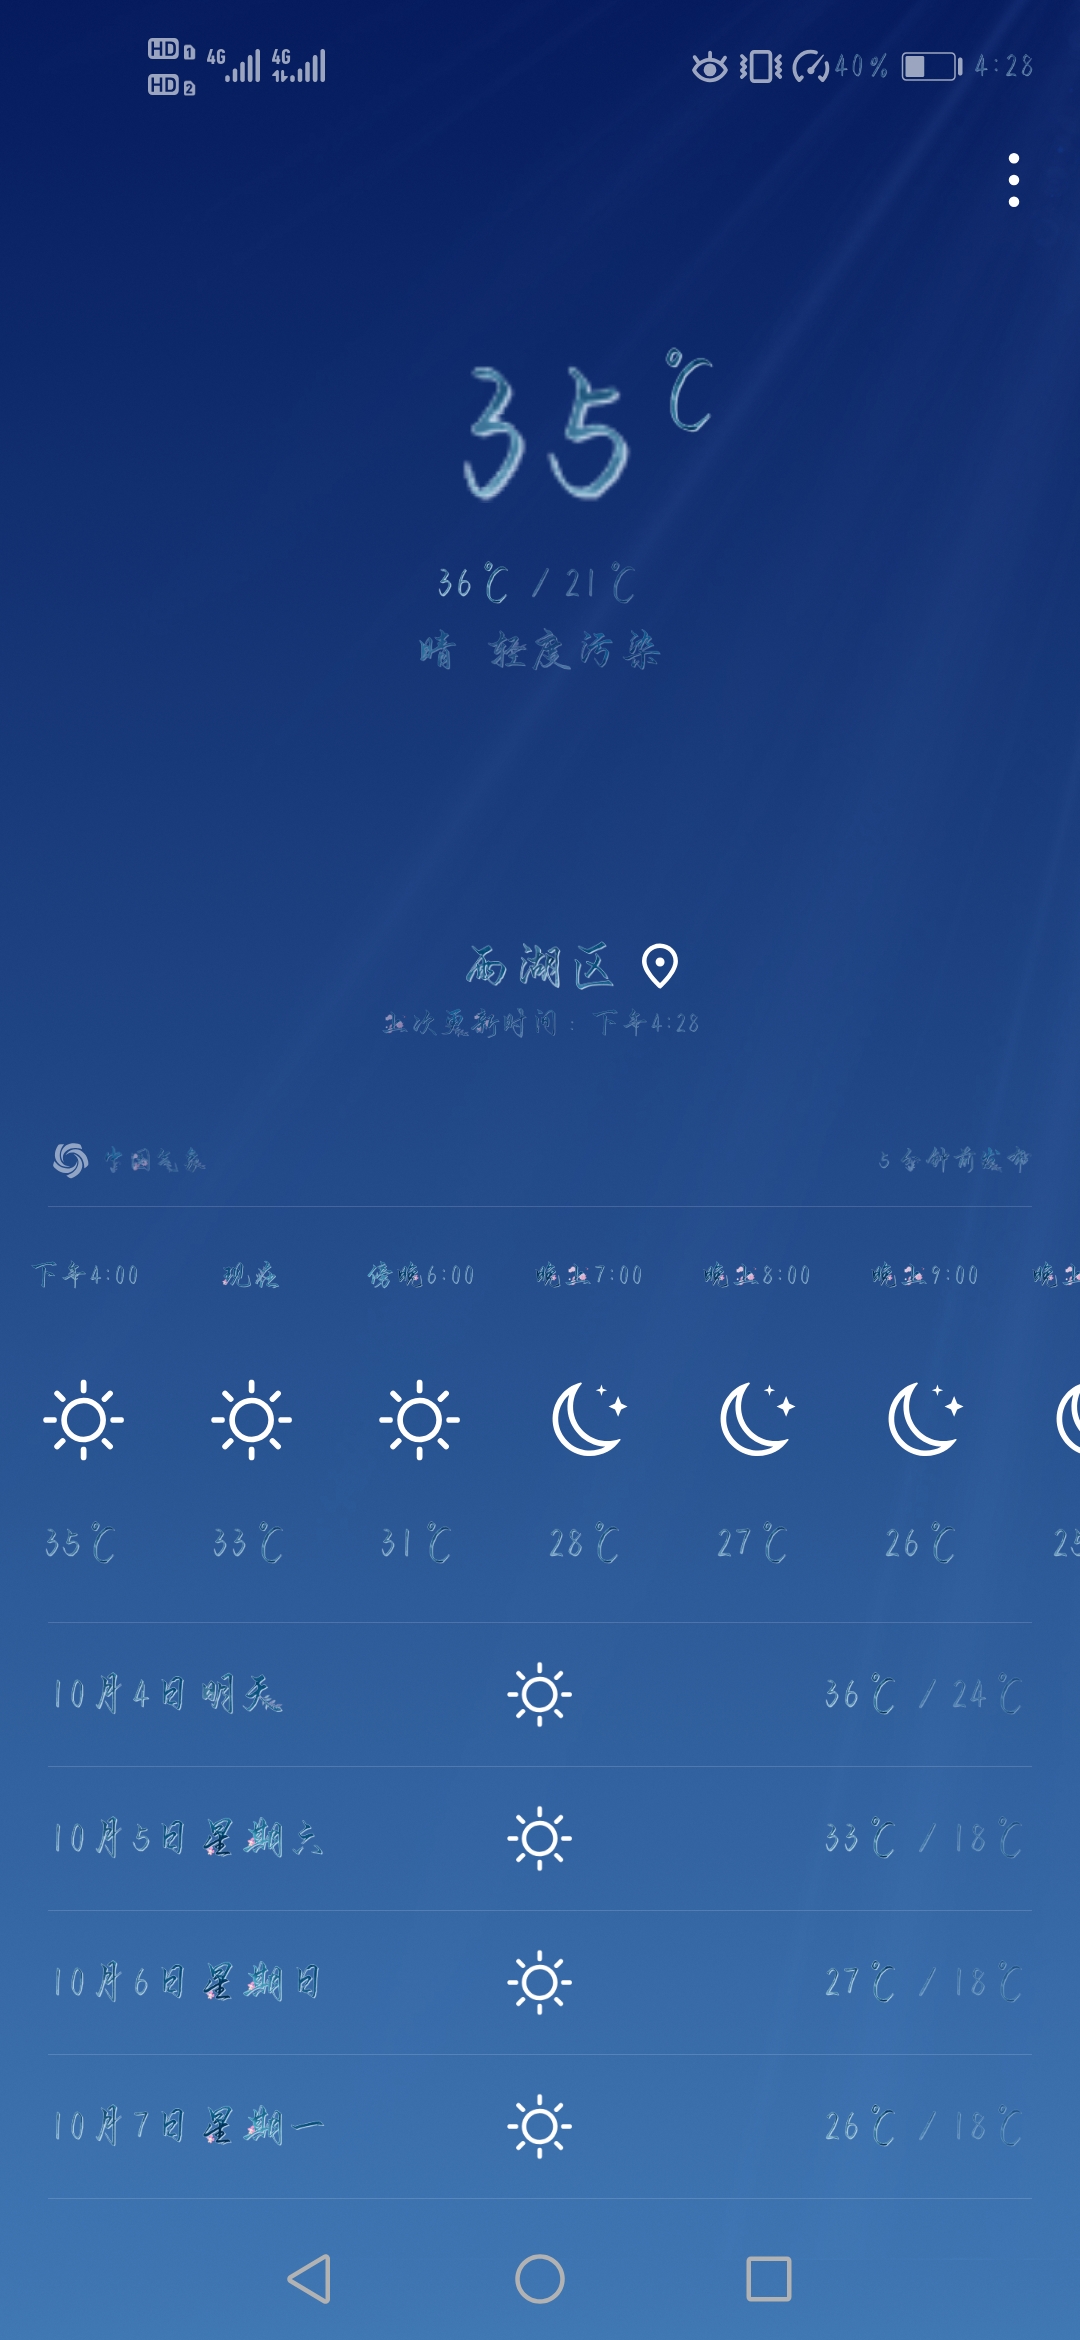 HD 1 4G 4G 40% 4:28
HD 2
35℃
36℃ / 21℃
晴 轻度污染
西湖区
上次更新时间：下午4:28
中国气象 5 分钟前发布
下午4:00 现在 傍晚6:00 晚上7:00 晚上8:00 晚上9:00 晚上
35℃ 33℃ 31℃ 28℃ 27℃ 26℃ 25
10月4日 明天 36℃ / 24℃
10月5日 星期六 33℃ / 18℃
10月6日 星期日 27℃ / 18℃
10月7日 星期一 26℃ / 18℃